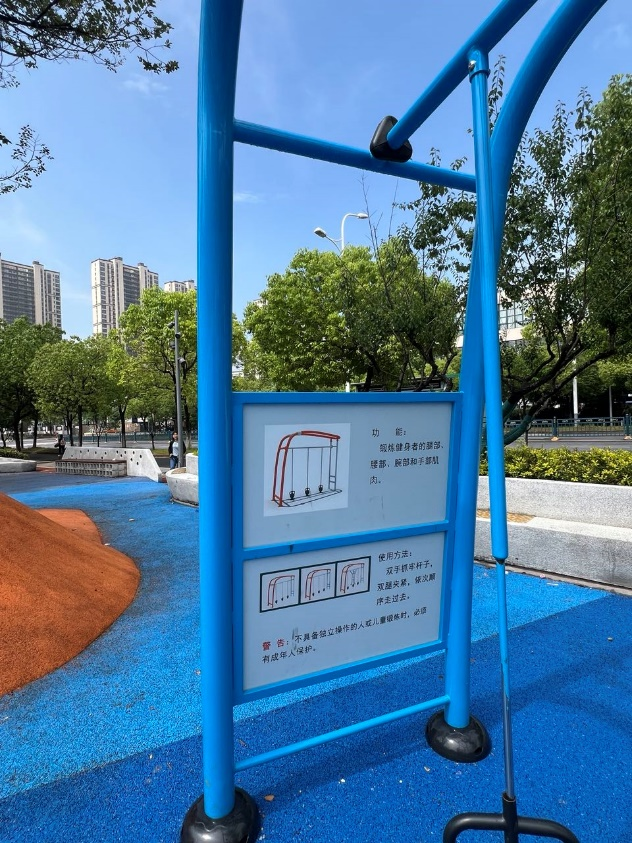 功　能：
锻炼健身者的腿部、
腰部、腕部和手部肌
肉。
使用方法：
双手抓牢杆子，
双腿夹紧，依次顺
序走过去。
警 告：不具备独立操作的人或儿童锻炼时，必须
有成年人保护。